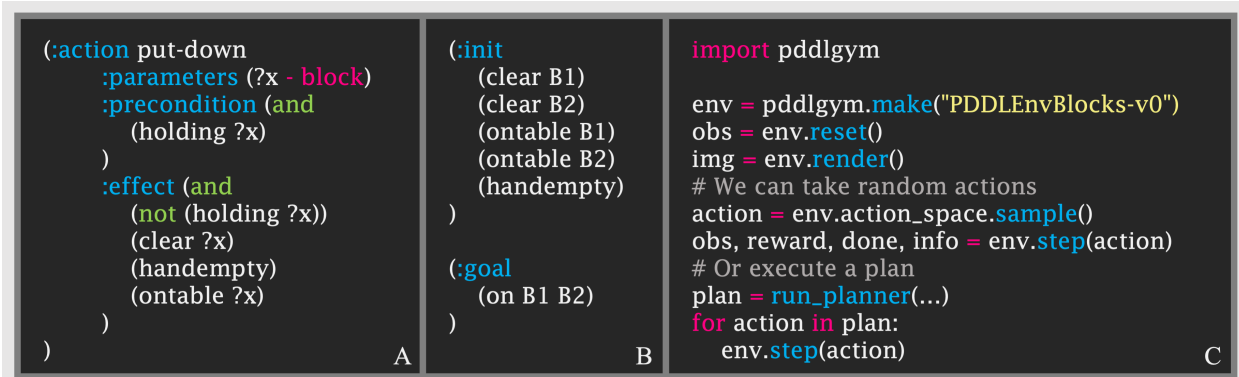 (:action put-down
:parameters (?x - block)
:precondition (and
(holding ?x)
)
:effect (and
(not (holding ?x))
(clear ?x)
(handempty)
(ontable ?x)
)
)
A
(:init
(clear B1)
(clear B2)
(ontable B1)
(ontable B2)
(handempty)
)
(:goal
(on B1 B2)
)
B
import pddlgym
env = pddlgym.make("PDDLEnvBlocks-v0")
obs = env.reset()
img = env.render()
# We can take random actions
action = env.action_space.sample()
obs, reward, done, info = env.step(action)
# Or execute a plan
plan = run_planner(...)
for action in plan:
env.step(action)
C